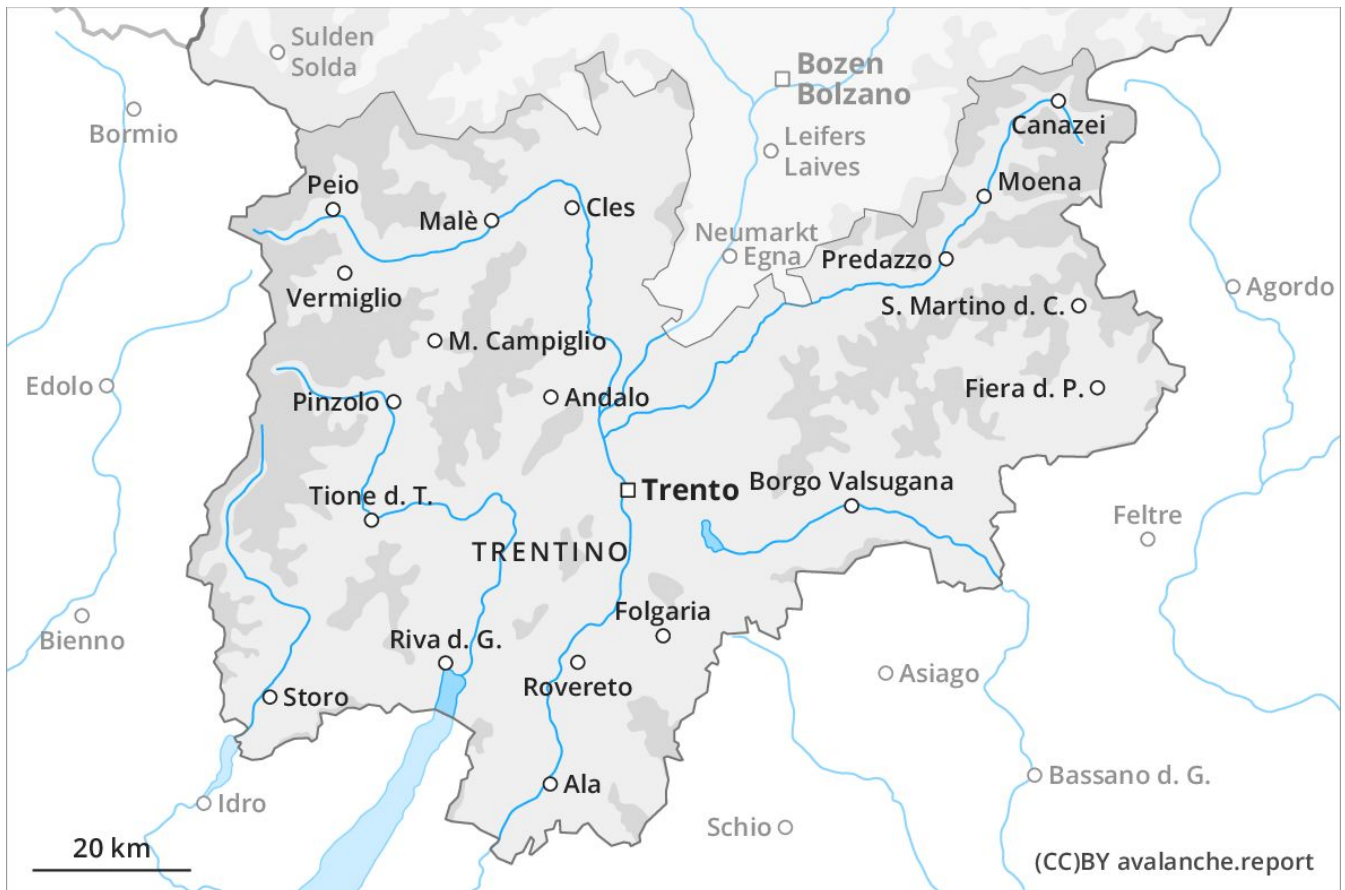 Sulden
Solda
Bozen
Bolzano
Bormio
Canazei
Leifers
Laives
Peio
Moena
Malè
Cles
Neumarkt
Egna
Predazzo
Vermiglio
Agordo
S. Martino d. C.
M. Campiglio
Edolo
Fiera d. P.
Pinzolo
Andalo
Trento
Borgo Valsugana
Tione d. T.
Feltre
TRENTINO
Folgaria
Bienno
Riva d. G.
Asiago
Rovereto
Storo
Bassano d. G.
Ala
Idro
Schio
20 km
(CC)BY avalanche.report